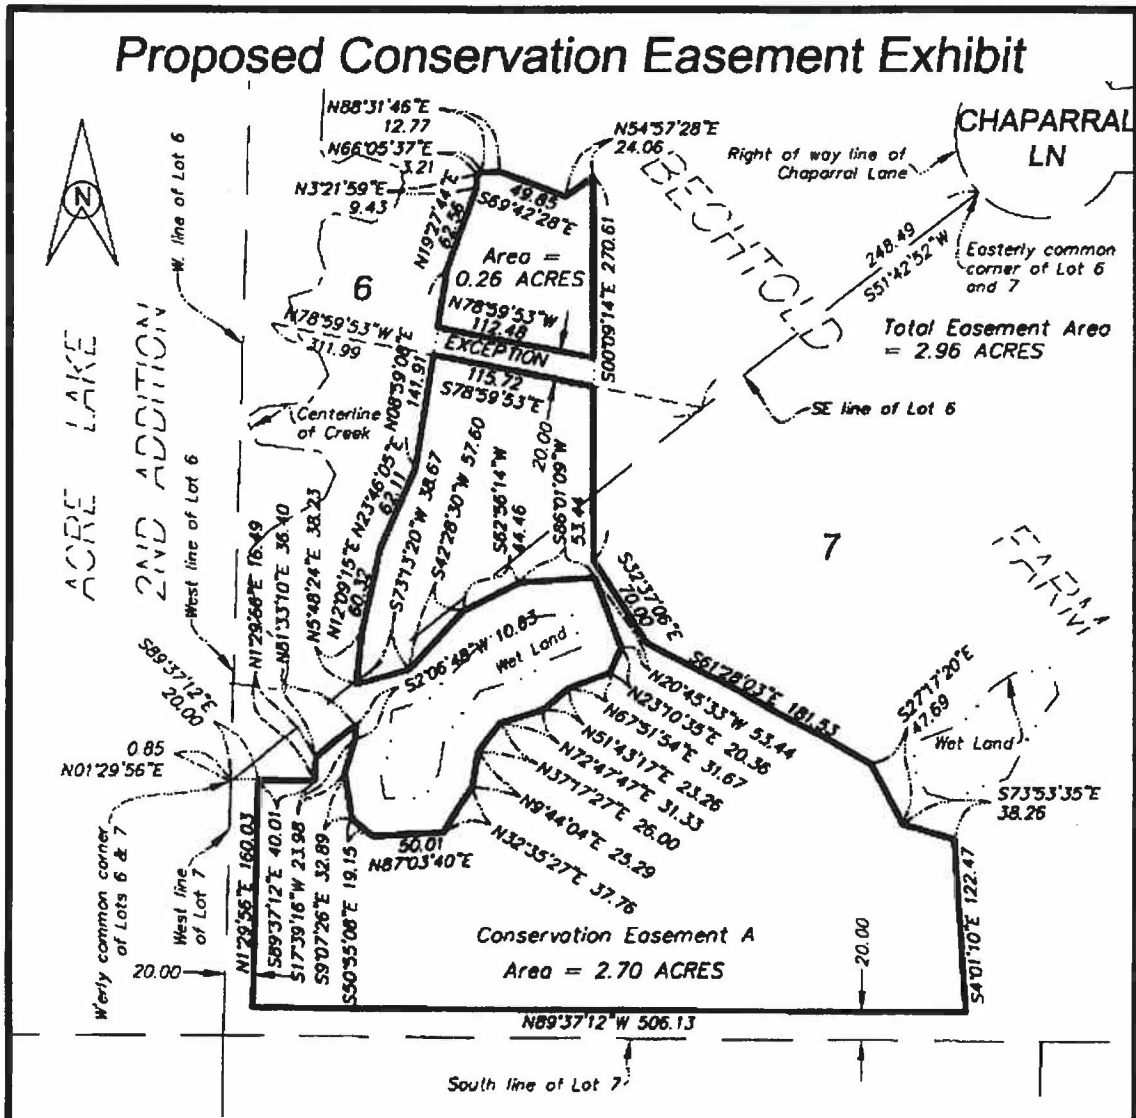 Proposed Conservation Easement Exhibit
N88°31'46"E
12.77
N66°05'37"E
3.21
N3°21'59"E
9.43
N19°27'44"E
62.56
49.85
S69°42'28"E
N54°57'28"E
24.06
BECHTOLD
FARM
Right of way line of
Chaparral Lane
CHAPARRAL
LN
N
W. line of Lot 6
Area =
0.26 ACRES
6
S00°09'14"E 270.61
248.49
S51°42'52"W
Easterly common
corner of Lot 6
and 7
N78°59'53"W
112.48
N78°59'53"W
311.99
EXCEPTION
115.72
S78°59'53"E
Total Easement Area
= 2.96 ACRES
SE line of Lot 6
ACRE LAKE
2ND ADDITION
Centerline
of Creek
N08°59'08"E
141.91
20.00
West line of Lot 6
N1°29'56"E 16.49
N81°33'10"E 36.40
N5°48'24"E 38.23
N12°09'15"E
60.32
N23°46'05"E
62.11
S73°13'20"W 38.67
S42°28'30"W 57.60
S62°56'14"W
44.46
S86°01'09"W
53.44
7
S89°37'12"E
20.00
S2°06'48"W 10.83
Wet Land
S32°37'06"E
70.00
S61°28'03"E 181.53
S27°17'20"E
47.69
Wet Land
S73°53'35"E
38.26
0.85
N01°29'56"E
N20°45'33"W 53.44
N23°10'35"E 20.36
N67°51'54"E 31.67
N51°43'17"E 23.26
N72°47'47"E 31.33
N37°17'27"E 26.00
N9°44'04"E 25.29
N32°35'27"E 37.76
50.01
N87°03'40"E
W'erly common corner
of Lots 6 & 7
West line
of Lot 7
N1°29'56"E 160.03
S89°37'12"E 40.01
S17°39'16"W 23.98
S9°07'26"E 32.89
S50°55'08"E 19.15
S4°01'10"E 122.47
Conservation Easement A
Area = 2.70 ACRES
20.00
20.00
N89°37'12"W 506.13
South line of Lot 7